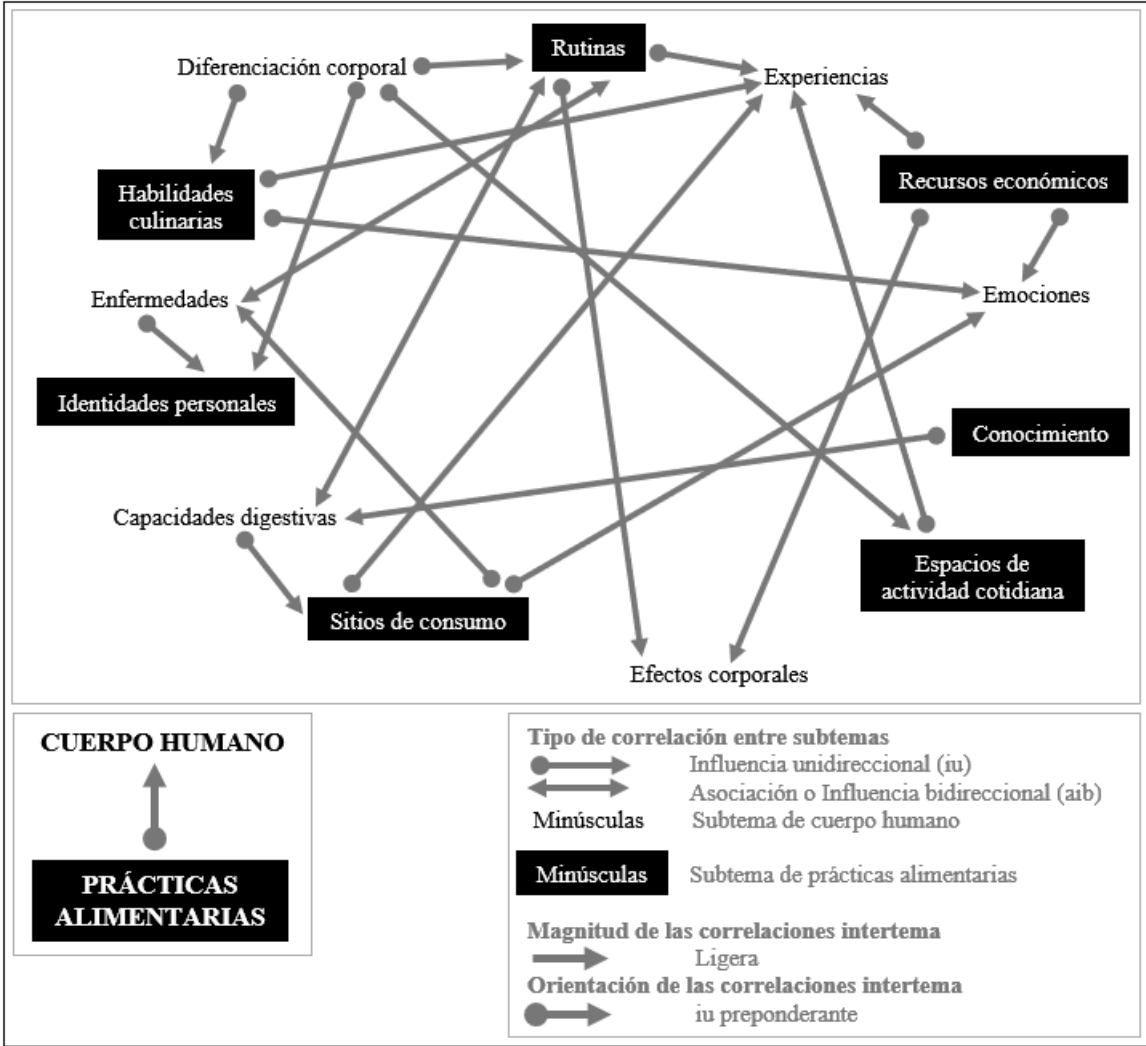 Rutinas
Diferenciación corporal
Experiencias
Habilidades
culinarias
Recursos económicos
Enfermedades
Emociones
Identidades personales
Conocimiento
Capacidades digestivas
Espacios de
actividad cotidiana
Sitios de consumo
Efectos corporales
CUERPO HUMANO
PRÁCTICAS
ALIMENTARIAS
Tipo de correlación entre subtemas
Influencia unidireccional (iu)
Asociación o Influencia bidireccional (aib)
Minúsculas Subtema de cuerpo humano
Minúsculas Subtema de prácticas alimentarias
Magnitud de las correlaciones intertema
Ligera
Orientación de las correlaciones intertema
iu preponderante